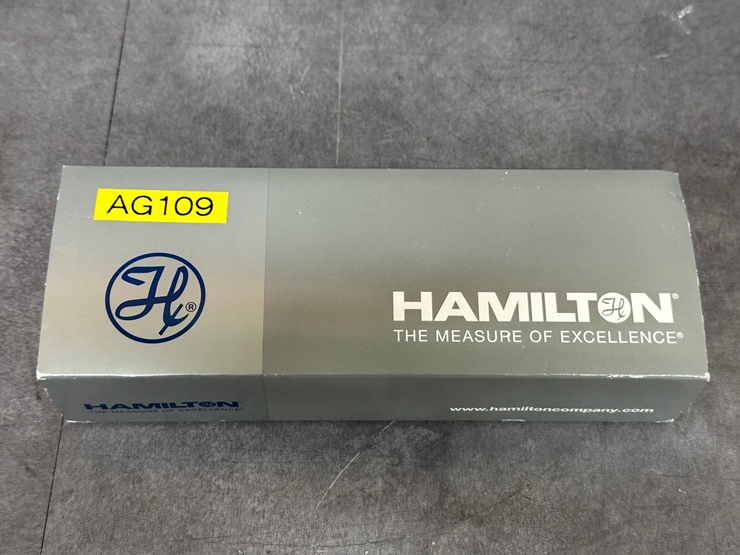 AG109
H®
HAMILTON®
THE MEASURE OF EXCELLENCE®
HAMILTON®
THE MEASURE OF EXCELLENCE®
www.hamiltoncompany.com